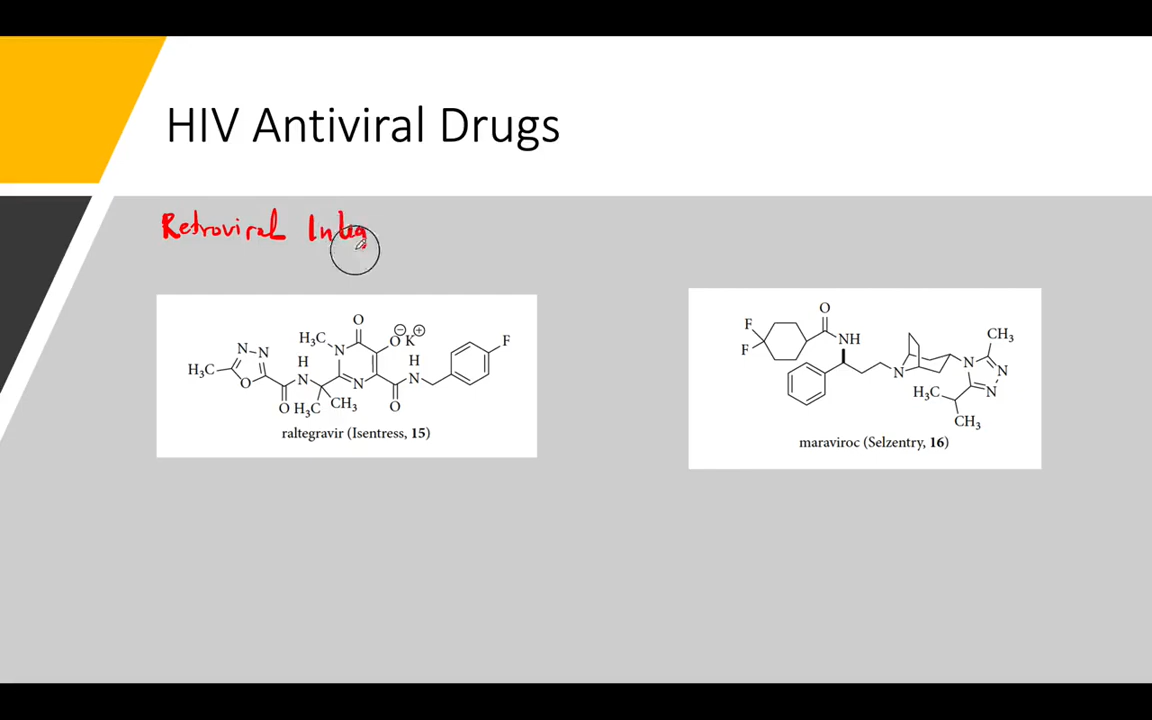 HIV Antiviral Drugs
Retroviral Integ
H₃C N N O O N H H₃C CH₃ H₃C N O O⊖ K⊕ N O N H F
raltegravir (Isentress, 15)
F F O NH N N CH₃ N N H₃C CH₃
maraviroc (Selzentry, 16)